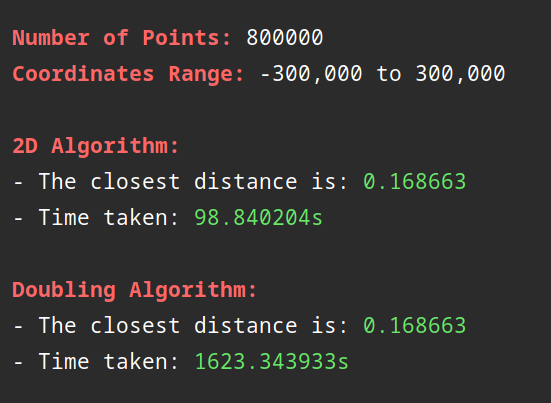 Number of Points: 800000
Coordinates Range: -300,000 to 300,000
2D Algorithm:
- The closest distance is: 0.168663
- Time taken: 98.840204s
Doubling Algorithm:
- The closest distance is: 0.168663
- Time taken: 1623.343933s